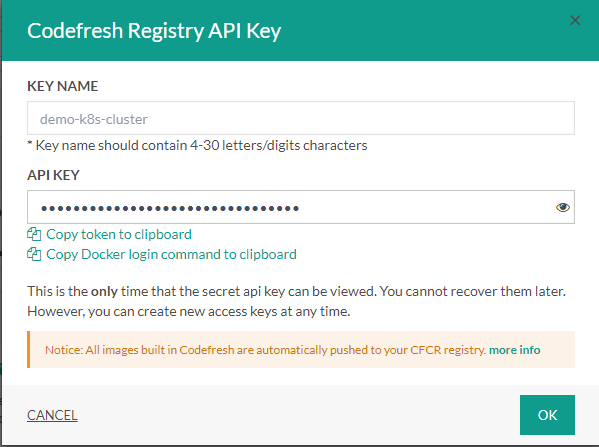 Codefresh Registry API Key
KEY NAME
demo-k8s-cluster
* Key name should contain 4-30 letters/digits characters
API KEY
••••••••••••••••••••••••••••••••
Copy token to clipboard
Copy Docker login command to clipboard
This is the only time that the secret api key can be viewed. You cannot recover them later.
However, you can create new access keys at any time.
Notice: All images built in Codefresh are automatically pushed to your CFCR registry. more info
CANCEL
OK